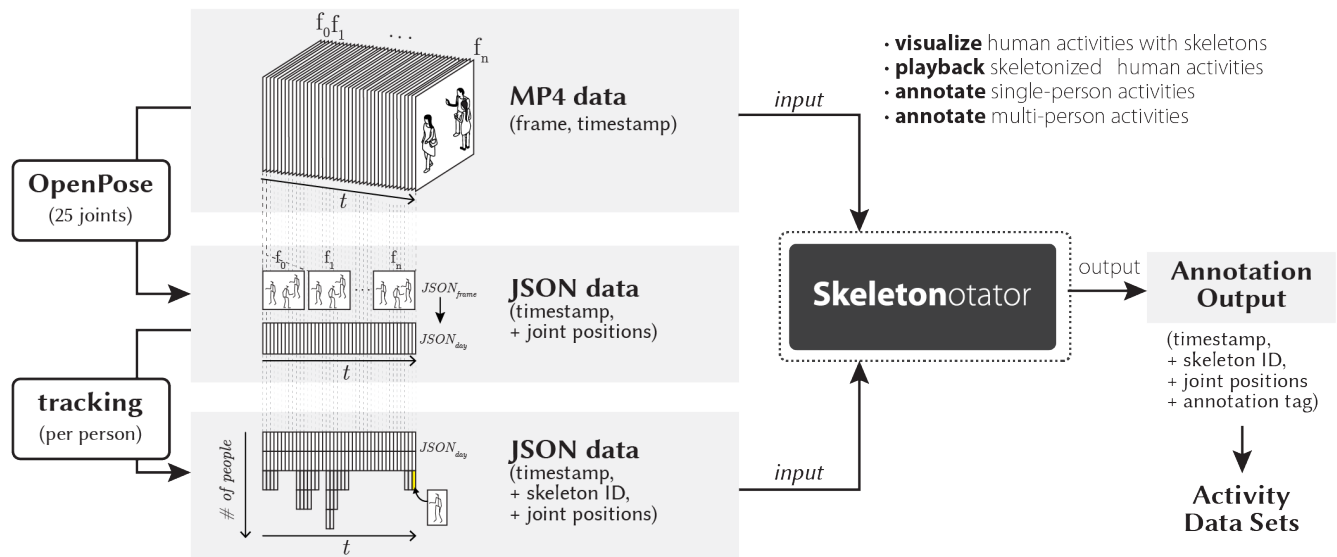 f0 f1 . . . fn
MP4 data
(frame, timestamp)
t
OpenPose
(25 joints)
f0 f1 fn
. . .
JSONframe
JSONday
t
JSON data
(timestamp,
+ joint positions)
tracking
(per person)
# of people
JSONday
t
JSON data
(timestamp,
+ skeleton ID,
+ joint positions)
input
input
• visualize human activities with skeletons
• playback skeletonized human activities
• annotate single-person activities
• annotate multi-person activities
Skeletonotator
output
Annotation
Output
(timestamp,
+ skeleton ID,
+ joint positions
+ annotation tag)
Activity
Data Sets